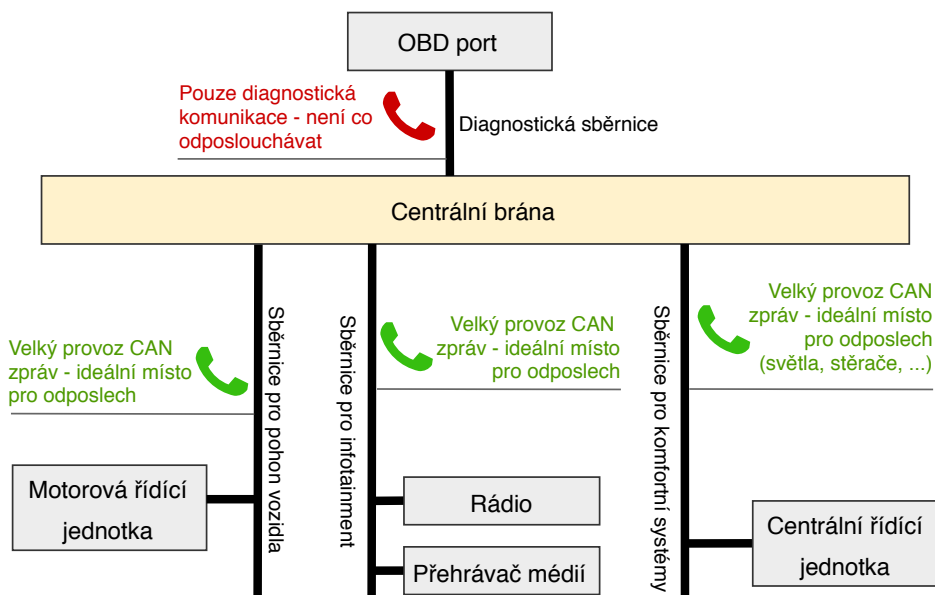 OBD port
Pouze diagnostická
komunikace - není co
odposlouchávat
Diagnostická sběrnice
Centrální brána
Velký provoz CAN
zpráv - ideální místo
pro odposlech
Sběrnice pro pohon vozidla
Sběrnice pro infotainment
Velký provoz CAN
zpráv - ideální místo
pro odposlech
Sběrnice pro komfortní systémy
Velký provoz CAN
zpráv - ideální místo
pro odposlech
(světla, stěrače, ...)
Motorová řídící
jednotka
Rádio
Přehrávač médií
Centrální řídící
jednotka